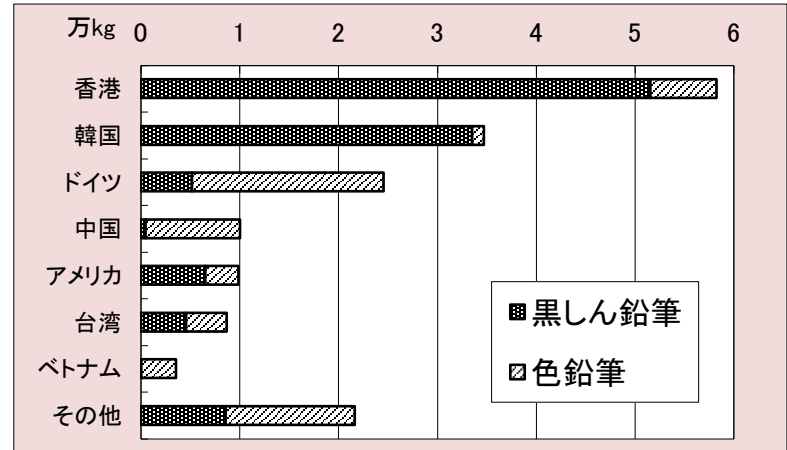 万kg 0 1 2 3 4 5 6
香港
韓国
ドイツ
中国
アメリカ
台湾
ベトナム
その他
黒しん鉛筆
色鉛筆